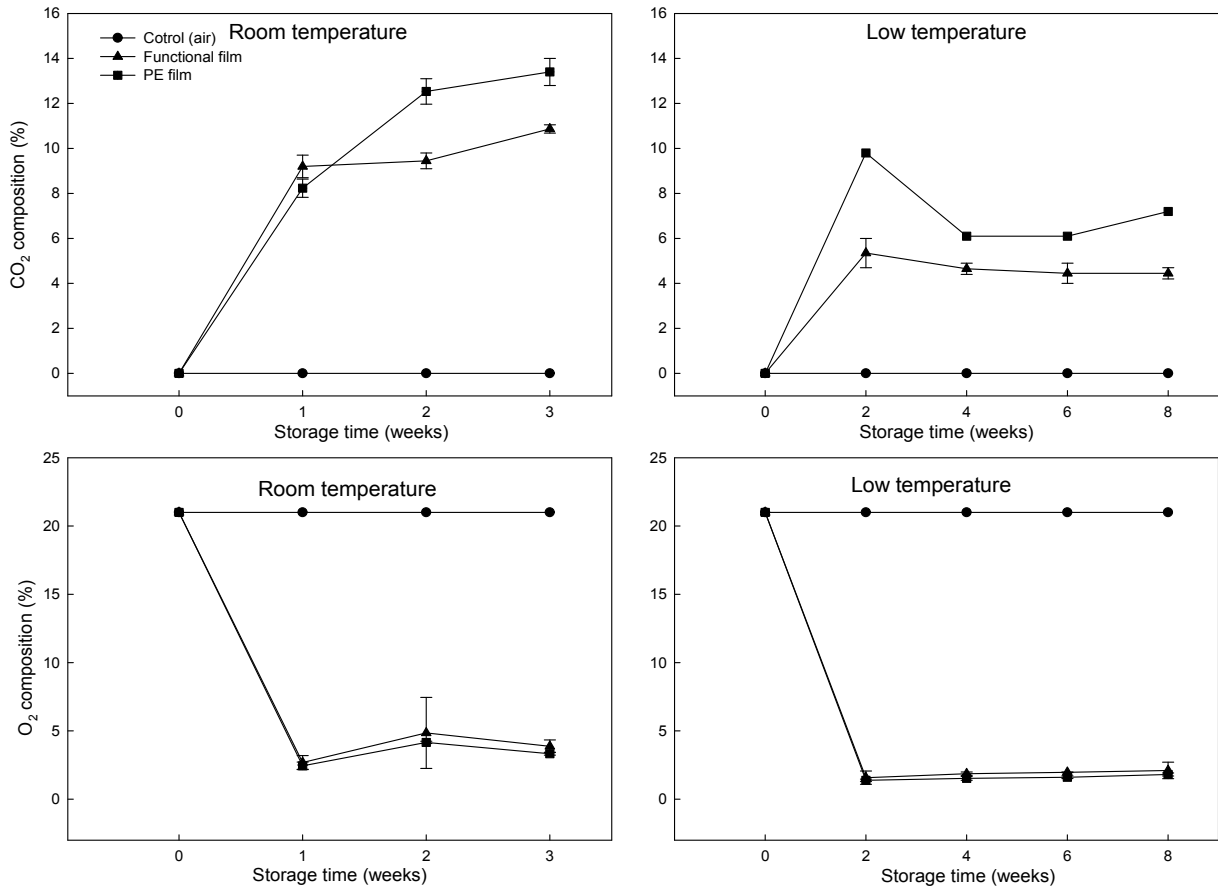 Room temperature
Cotrol (air)
Functional film
PE film
CO2 composition (%)
16
14
12
10
8
6
4
2
0
0 1 2 3
Storage time (weeks)
Low temperature
16
14
12
10
8
6
4
2
0
0 2 4 6 8
Storage time (weeks)
Room temperature
O2 composition (%)
25
20
15
10
5
0
0 1 2 3
Storage time (weeks)
Low temperature
25
20
15
10
5
0
0 2 4 6 8
Storage time (weeks)